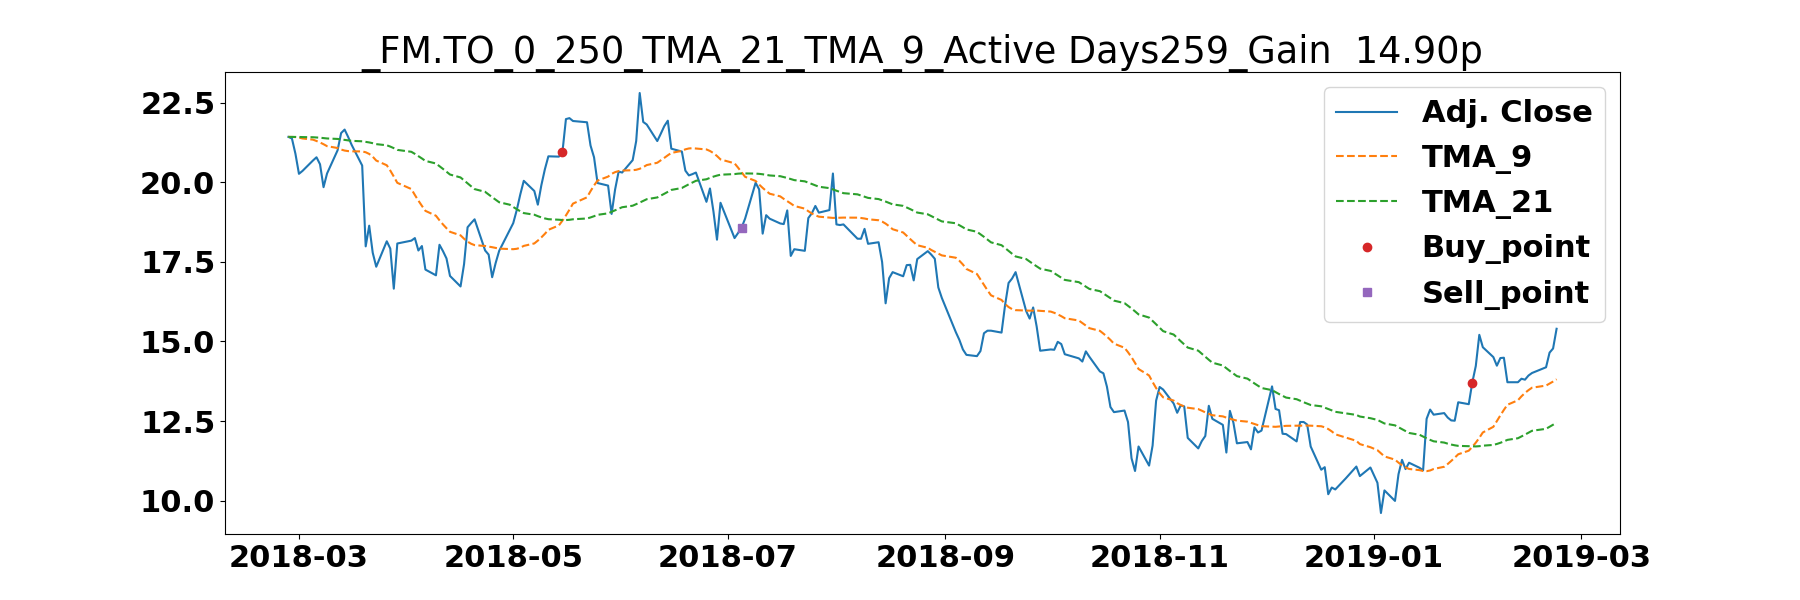 _FM.TO_0_250_TMA_21_TMA_9_Active Days259_Gain  14.90p
22.5
20.0
17.5
15.0
12.5
10.0
Adj. Close
TMA_9
TMA_21
Buy_point
Sell_point
2018-03 2018-05 2018-07 2018-09 2018-11 2019-01 2019-03